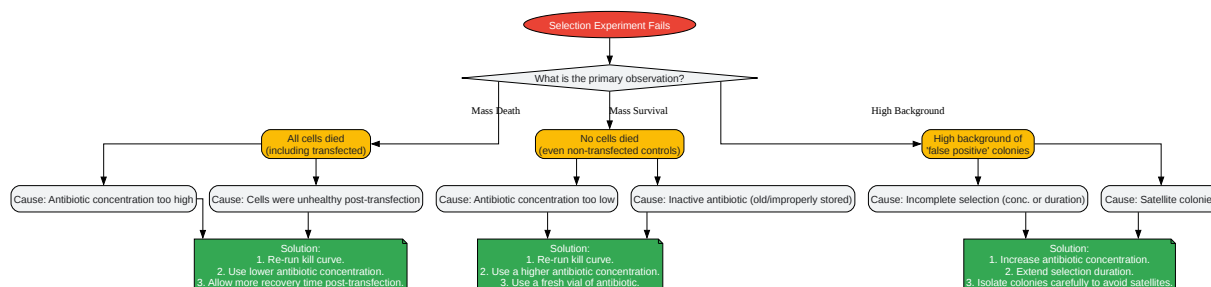 Selection Experiment Fails
What is the primary observation?
Mass Death
Mass Survival
High Background
All cells died
(including transfected)
No cells died
(even non-transfected controls)
High background of
'false positive' colonies
Cause: Antibiotic concentration too high
Cause: Cells were unhealthy post-transfection
Cause: Antibiotic concentration too low
Cause: Inactive antibiotic (old/improperly stored)
Cause: Incomplete selection (conc. or duration)
Cause: Satellite colonie
Solution:
1. Re-run kill curve.
2. Use lower antibiotic concentration.
3. Allow more recovery time post-transfection.
Solution:
1. Re-run kill curve.
2. Use a higher antibiotic concentration.
3. Use a fresh vial of antibiotic.
Solution:
1. Increase antibiotic concentration.
2. Extend selection duration.
3. Isolate colonies carefully to avoid satellites.